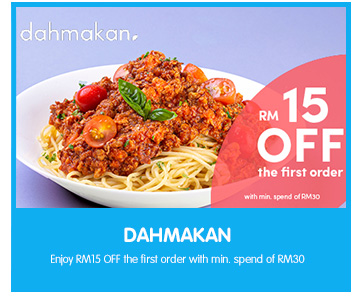 dahmakan.
RM 15
OFF
the first order
with min. spend of RM30
DAHMAKAN
Enjoy RM15 OFF the first order with min. spend of RM30